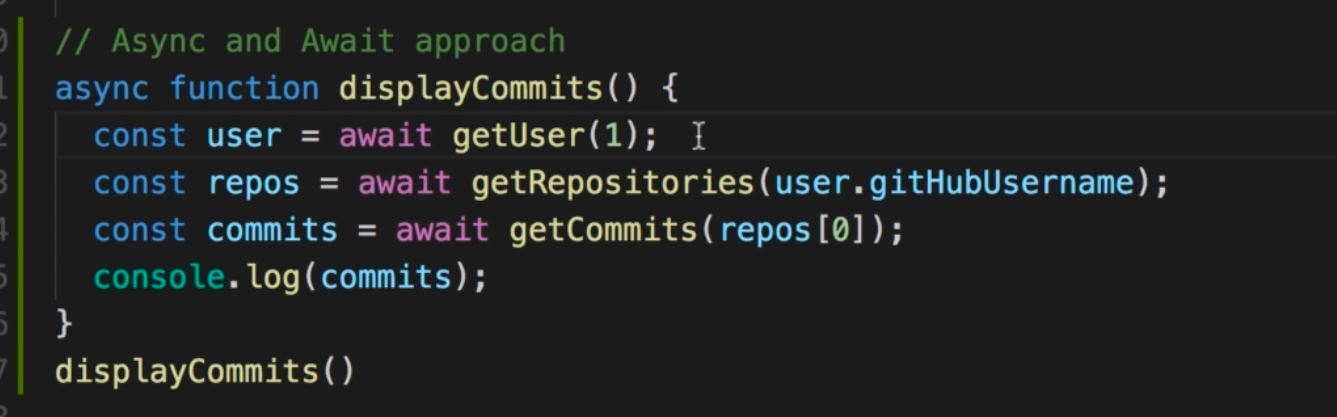 // Async and Await approach
async function displayCommits() {
const user = await getUser(1);
const repos = await getRepositories(user.gitHubUsername);
const commits = await getCommits(repos[0]);
console.log(commits);
}
displayCommits()